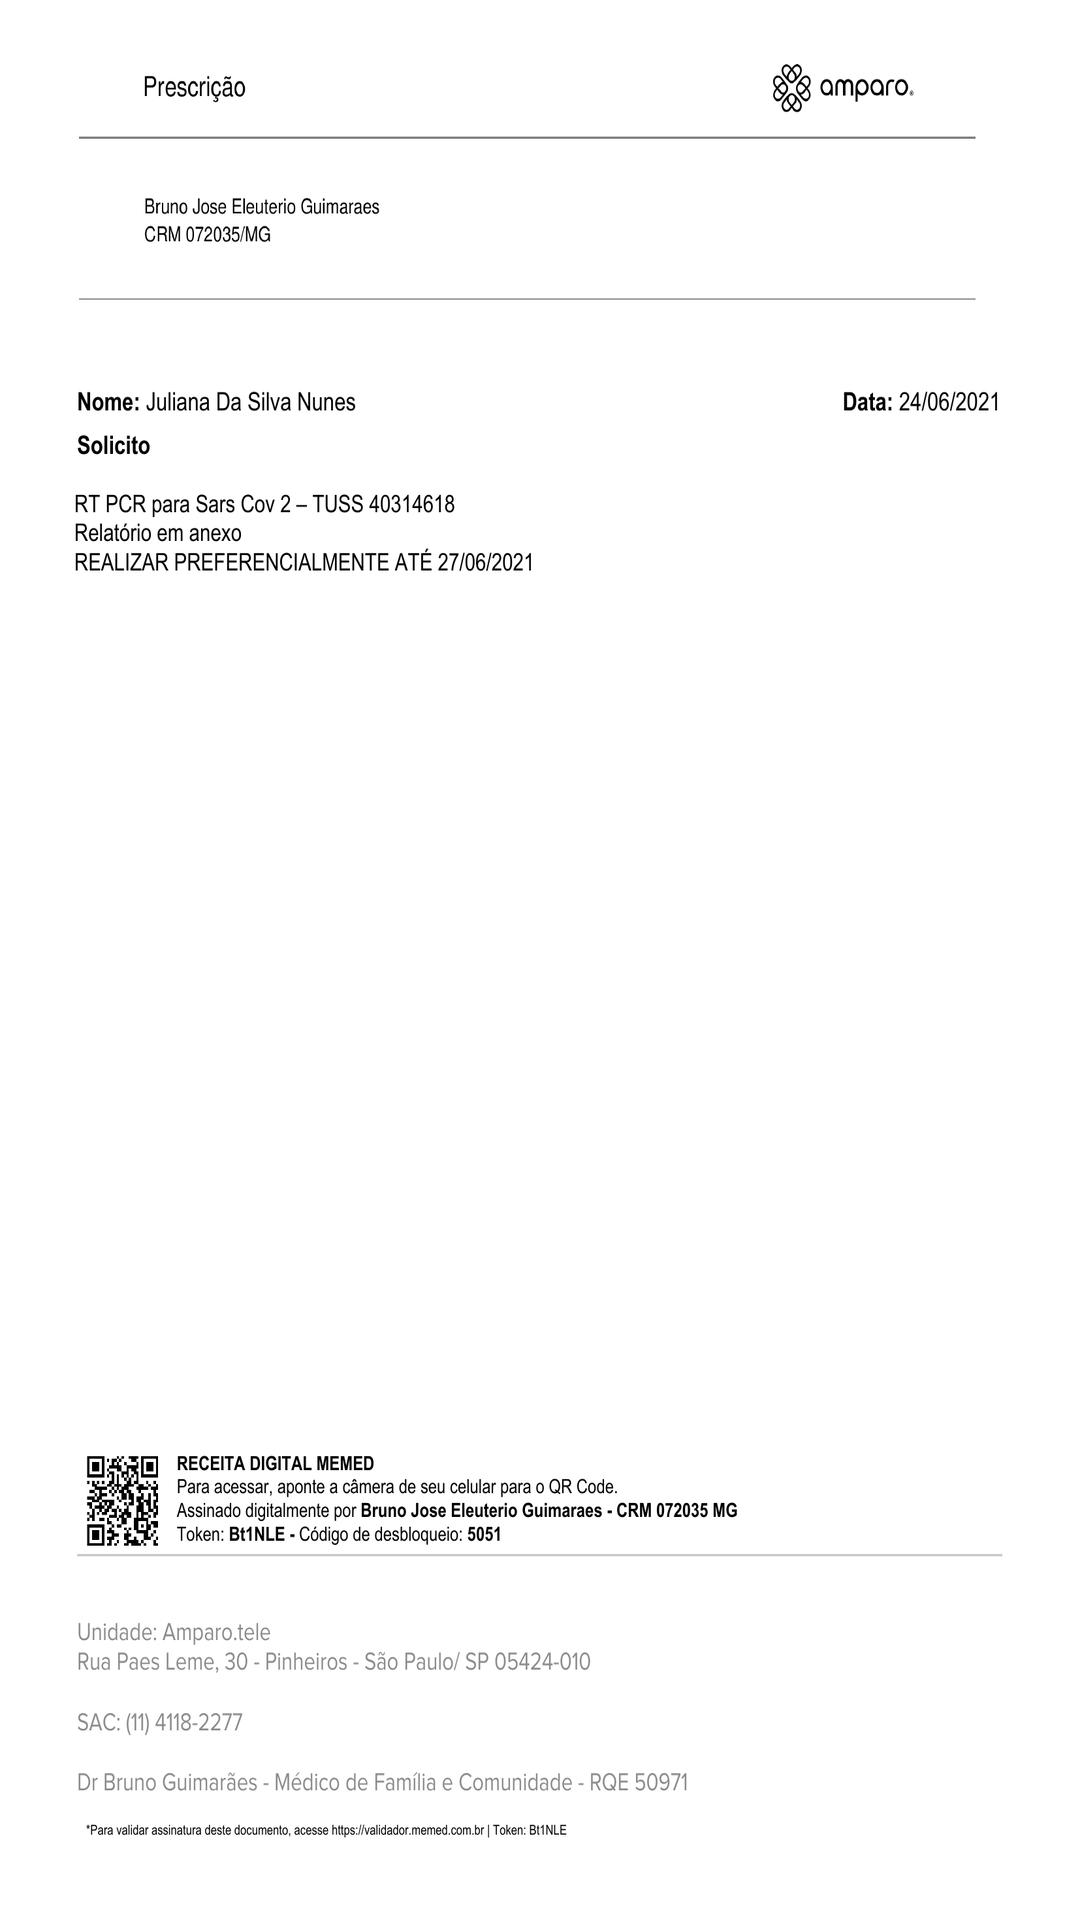 Prescrição
amparo®
Bruno Jose Eleuterio Guimaraes
CRM 072035/MG
Nome: Juliana Da Silva Nunes
Data: 24/06/2021
Solicito
RT PCR para Sars Cov 2 – TUSS 40314618
Relatório em anexo
REALIZAR PREFERENCIALMENTE ATÉ 27/06/2021
RECEITA DIGITAL MEMED
Para acessar, aponte a câmera de seu celular para o QR Code.
Assinado digitalmente por Bruno Jose Eleuterio Guimaraes - CRM 072035 MG
Token: Bt1NLE - Código de desbloqueio: 5051
Unidade: Amparo.tele
Rua Paes Leme, 30 - Pinheiros - São Paulo/ SP 05424-010
SAC: (11) 4118-2277
Dr Bruno Guimarães - Médico de Família e Comunidade - RQE 50971
*Para validar assinatura deste documento, acesse https://validador.memed.com.br | Token: Bt1NLE